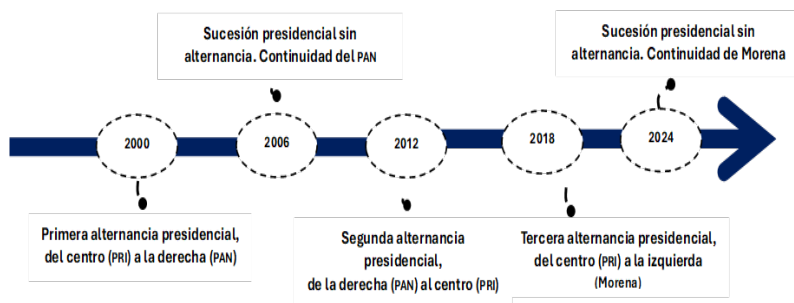 Sucesión presidencial sin
alternancia. Continuidad del PAN
Sucesión presidencial sin
alternancia. Continuidad de Morena
2000
2006
2012
2018
2024
Primera alternancia presidencial,
del centro (PRI) a la derecha (PAN)
Segunda alternancia
presidencial,
de la derecha (PAN) al centro (PRI)
Tercera alternancia presidencial,
del centro (PRI) a la izquierda
(Morena)